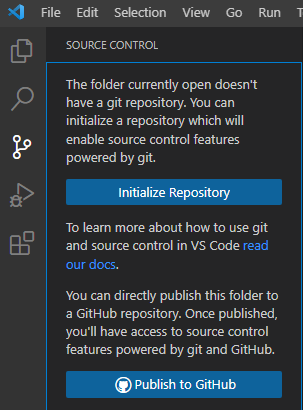 File Edit Selection View Go Run T
SOURCE CONTROL
The folder currently open doesn't
have a git repository. You can
initialize a repository which will
enable source control features
powered by git.
Initialize Repository
To learn more about how to use git
and source control in VS Code read
our docs.
You can directly publish this folder to
a GitHub repository. Once published,
you'll have access to source control
features powered by git and GitHub.
Publish to GitHub